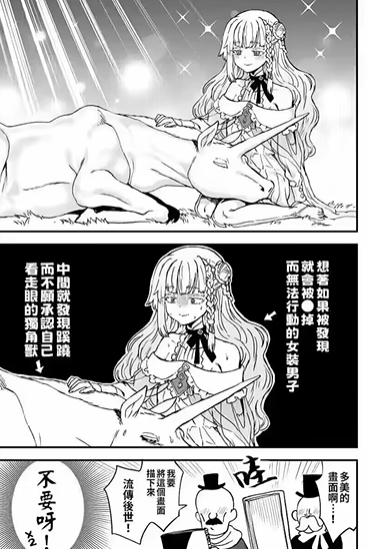 想著如果被發現
就會被●掉
而無法行動的女裝男子
中間就發現蹊蹺
而不願承認自己
看走眼的獨角獸
多美的
畫面啊…!
哇
我要
將這個畫面
描下來
流傳後世!
不要呀!
×2